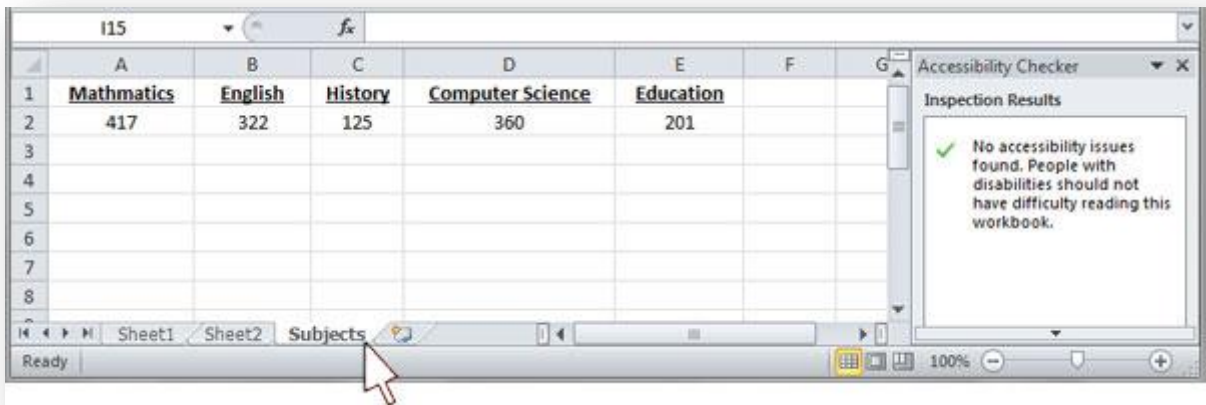 I15 fx
A B C D E F G Accessibility Checker
1 Mathmatics English History Computer Science Education
Inspection Results
2 417 322 125 360 201
3
4
5
6
7
8
No accessibility issues
found. People with
disabilities should not
have difficulty reading this
workbook.
Sheet1 Sheet2 Subjects
Ready 100%